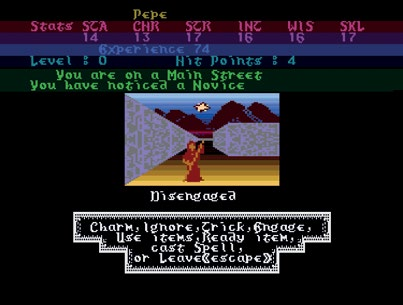 Pepe
Stats STA CHR STR INT WIS SKL
14 13 17 16 16 17
Experience 74
Level : 0 Hit Points : 4
You are on a Main Street
You have noticed a Novice
Disengaged
Charm,Ignore,Trick,Engage,
Use items,Ready item,
cast Spell,
or Leave《escape》